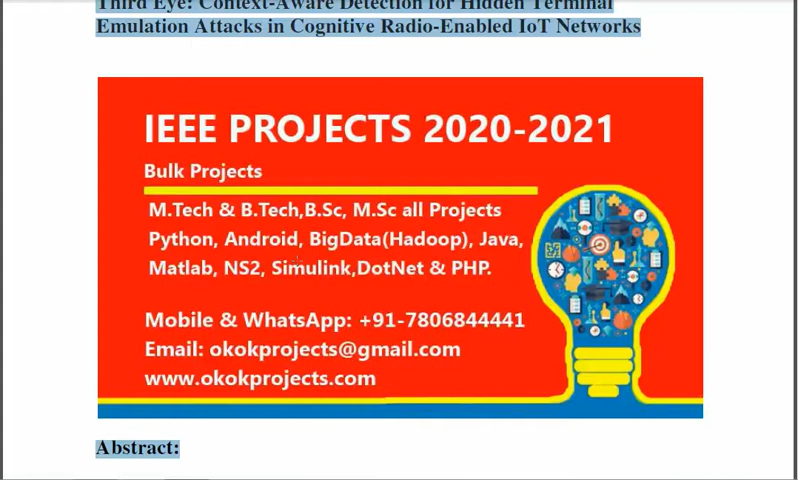 Third Eye: Context-Aware Detection for Hidden Terminal
Emulation Attacks in Cognitive Radio-Enabled IoT Networks
IEEE PROJECTS 2020-2021
Bulk Projects
M.Tech & B.Tech,B.Sc, M.Sc all Projects
Python, Android, BigData(Hadoop), Java,
Matlab, NS2, Simulink,DotNet & PHP.
Mobile & WhatsApp: +91-7806844441
Email: okokprojects@gmail.com
www.okokprojects.com
Abstract: